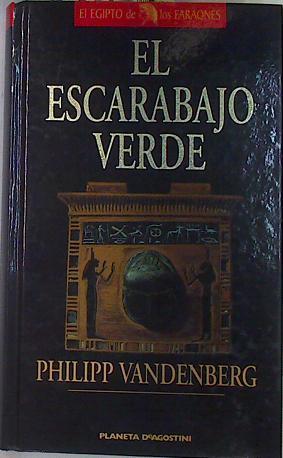 El EGIPTO de los FARAONES
EL
ESCARABAJO
VERDE
PHILIPP VANDENBERG
PLANETA DEAGOSTINI